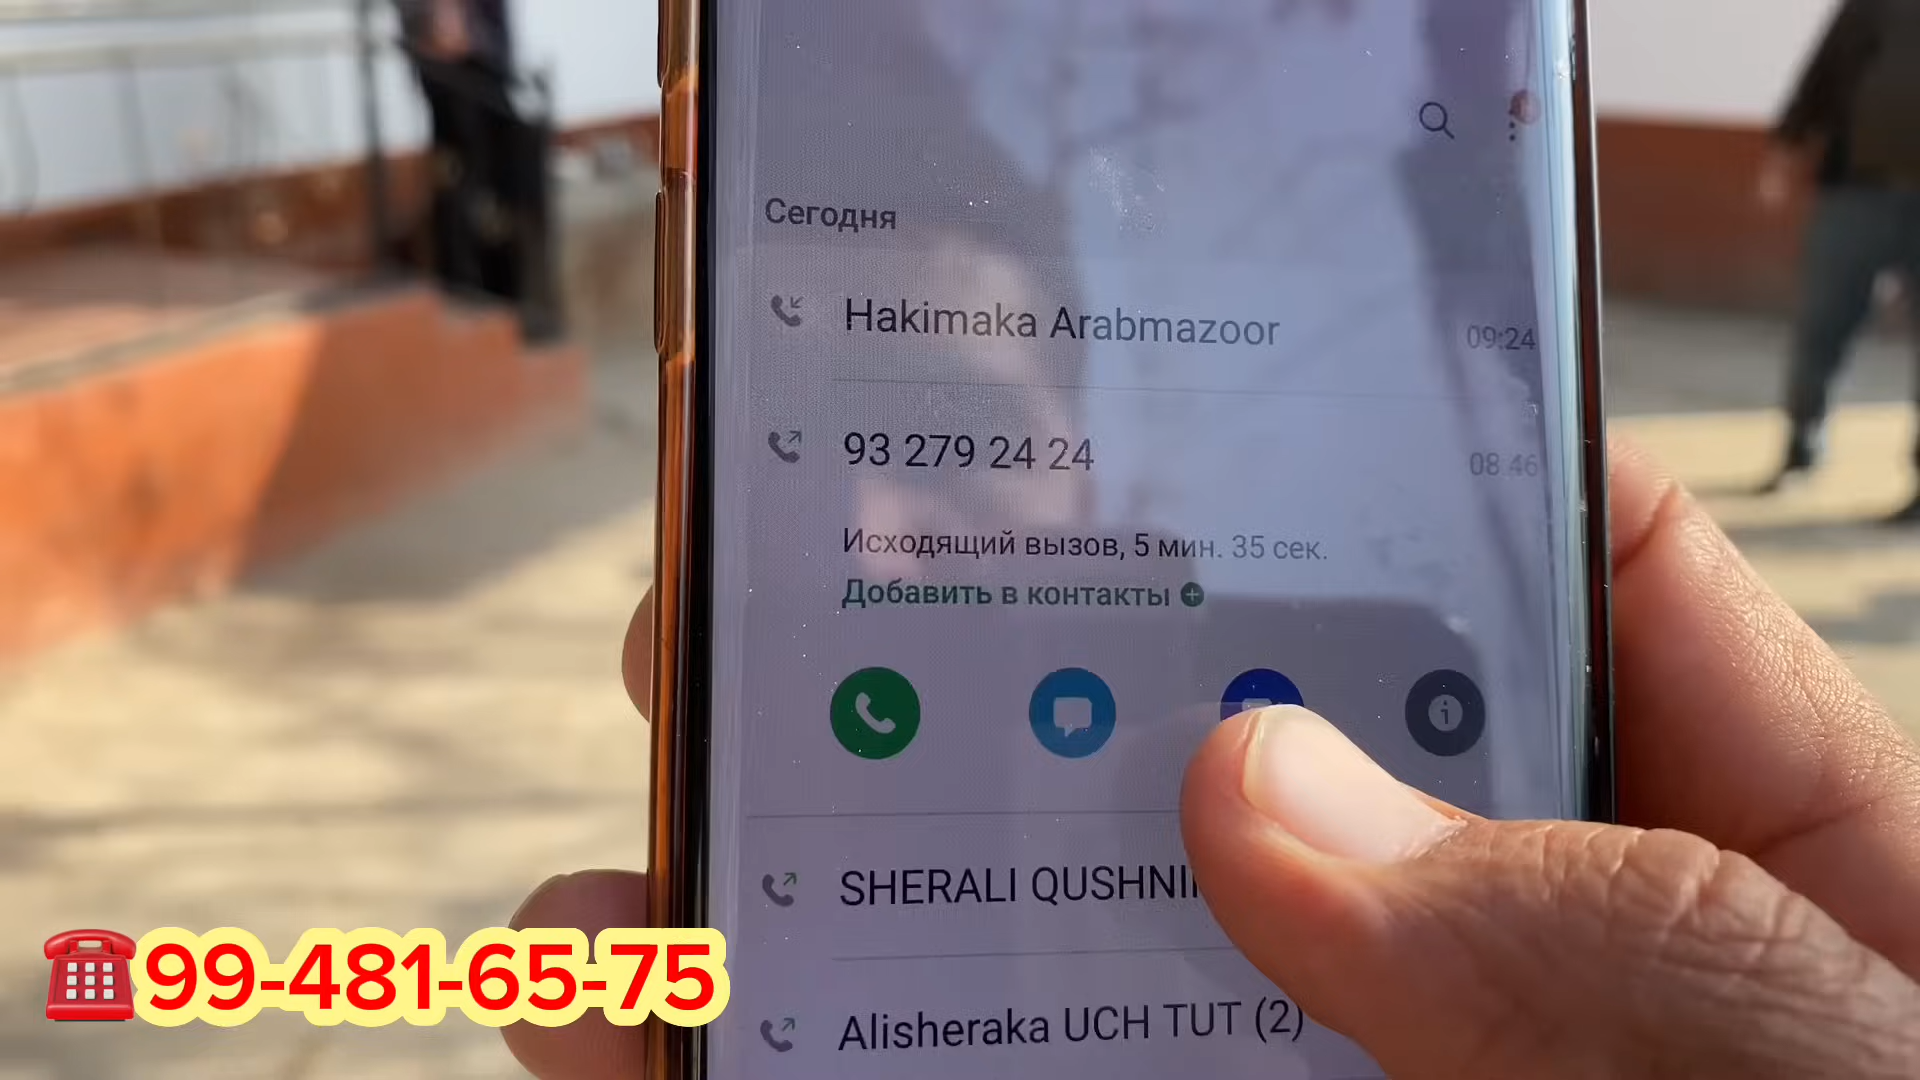 Сегодня
Hakimaka Arabmazoor
09:24
93 279 24 24
08:46
Исходящий вызов, 5 мин. 35 сек.
Добавить в контакты
SHERALI
Alisheraka UCH TUT (2)
99-481-65-75